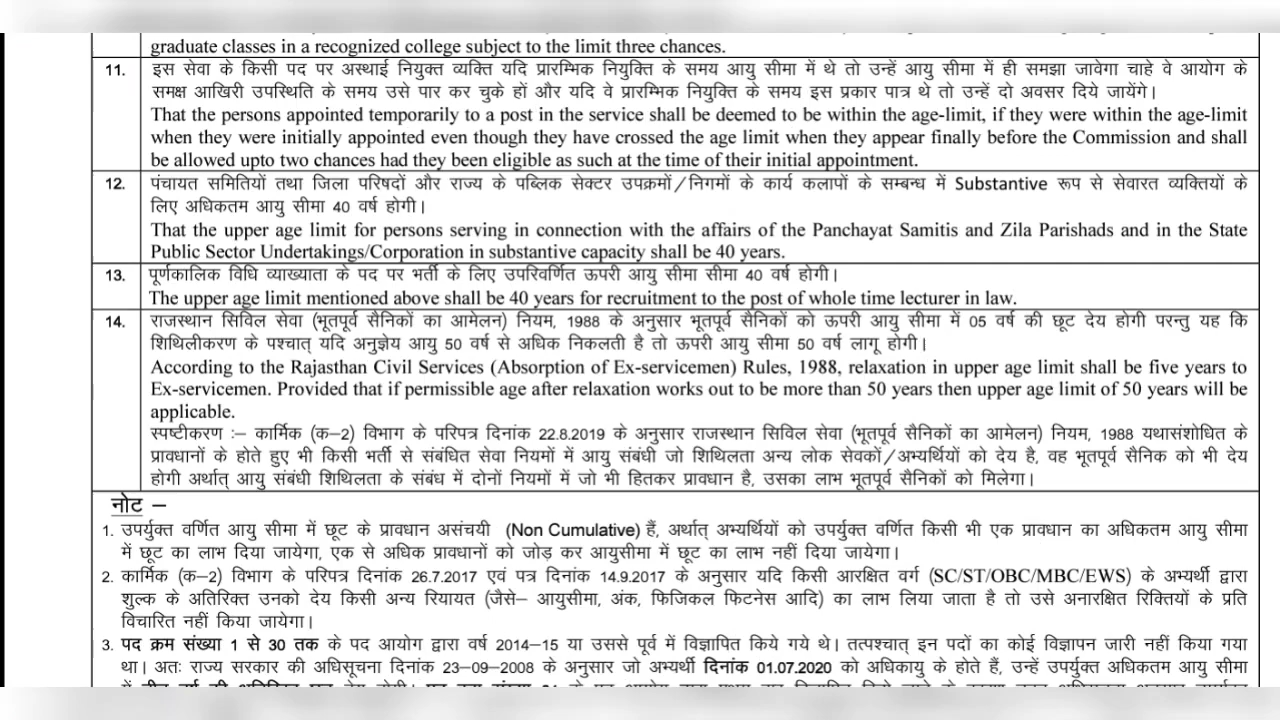 graduate classes in a recognized college subject to the limit three chances.
11. इस सेवा के किसी पद पर अस्थाई नियुक्त व्यक्ति यदि प्रारम्भिक नियुक्ति के समय आयु सीमा में थे तो उन्हें आयु सीमा में ही समझा जावेगा चाहे वे आयोग के
समक्ष आखिरी उपस्थिति के समय उसे पार कर चुके हों और यदि वे प्रारम्भिक नियुक्ति के समय इस प्रकार पात्र थे तो उन्हें दो अवसर दिये जायेंगे।
That the persons appointed temporarily to a post in the service shall be deemed to be within the age-limit, if they were within the age-limit
when they were initially appointed even though they have crossed the age limit when they appear finally before the Commission and shall
be allowed upto two chances had they been eligible as such at the time of their initial appointment.
12. पंचायत समितियों तथा जिला परिषदों और राज्य के पब्लिक सेक्टर उपक्रमों/निगमों के कार्य कलापों के सम्बन्ध में Substantive रूप से सेवारत व्यक्तियों के
लिए अधिकतम आयु सीमा 40 वर्ष होगी।
That the upper age limit for persons serving in connection with the affairs of the Panchayat Samitis and Zila Parishads and in the State
Public Sector Undertakings/Corporation in substantive capacity shall be 40 years.
13. पूर्णकालिक विधि व्याख्याता के पद पर भर्ती के लिए उपरिवर्णित ऊपरी आयु सीमा सीमा 40 वर्ष होगी।
The upper age limit mentioned above shall be 40 years for recruitment to the post of whole time lecturer in law.
14. राजस्थान सिविल सेवा (भूतपूर्व सैनिकों का आमेलन) नियम, 1988 के अनुसार भूतपूर्व सैनिकों को ऊपरी आयु सीमा में 05 वर्ष की छूट देय होगी परन्तु यह कि
शिथिलीकरण के पश्चात् यदि अनुज्ञेय आयु 50 वर्ष से अधिक निकलती है तो ऊपरी आयु सीमा 50 वर्ष लागू होगी।
According to the Rajasthan Civil Services (Absorption of Ex-servicemen) Rules, 1988, relaxation in upper age limit shall be five years to
Ex-servicemen. Provided that if permissible age after relaxation works out to be more than 50 years then upper age limit of 50 years will be
applicable.
स्पष्टीकरण :– कार्मिक (क–2) विभाग के परिपत्र दिनांक 22.8.2019 के अनुसार राजस्थान सिविल सेवा (भूतपूर्व सैनिकों का आमेलन) नियम, 1988 यथासंशोधित के
प्रावधानों के होते हुए भी किसी भर्ती से संबंधित सेवा नियमों में आयु संबंधी जो शिथिलता अन्य लोक सेवकों/अभ्यर्थियों को देय है, वह भूतपूर्व सैनिक को भी देय
होगी अर्थात् आयु संबंधी शिथिलता के संबंध में दोनों नियमों में जो भी हितकर प्रावधान है, उसका लाभ भूतपूर्व सैनिकों को मिलेगा।
नोट –
1. उपर्युक्त वर्णित आयु सीमा में छूट के प्रावधान असंचयी (Non Cumulative) हैं, अर्थात् अभ्यर्थियों को उपर्युक्त वर्णित किसी भी एक प्रावधान का अधिकतम आयु सीमा
में छूट का लाभ दिया जायेगा, एक से अधिक प्रावधानों को जोड़ कर आयुसीमा में छूट का लाभ नहीं दिया जायेगा।
2. कार्मिक (क–2) विभाग के परिपत्र दिनांक 26.7.2017 एवं पत्र दिनांक 14.9.2017 के अनुसार यदि किसी आरक्षित वर्ग (SC/ST/OBC/MBC/EWS) के अभ्यर्थी द्वारा
शुल्क के अतिरिक्त उनको देय किसी अन्य रियायत (जैसे– आयुसीमा, अंक, फिजिकल फिटनेस आदि) का लाभ लिया जाता है तो उसे अनारक्षित रिक्तियों के प्रति
विचारित नहीं किया जायेगा।
3. पद क्रम संख्या 1 से 30 तक के पद आयोग द्वारा वर्ष 2014–15 या उससे पूर्व में विज्ञापित किये गये थे। तत्पश्चात् इन पदों का कोई विज्ञापन जारी नहीं किया गया
था। अतः राज्य सरकार की अधिसूचना दिनांक 23–09–2008 के अनुसार जो अभ्यर्थी दिनांक 01.07.2020 को अधिकायु के होते हैं, उन्हें उपर्युक्त अधिकतम आयु सीमा